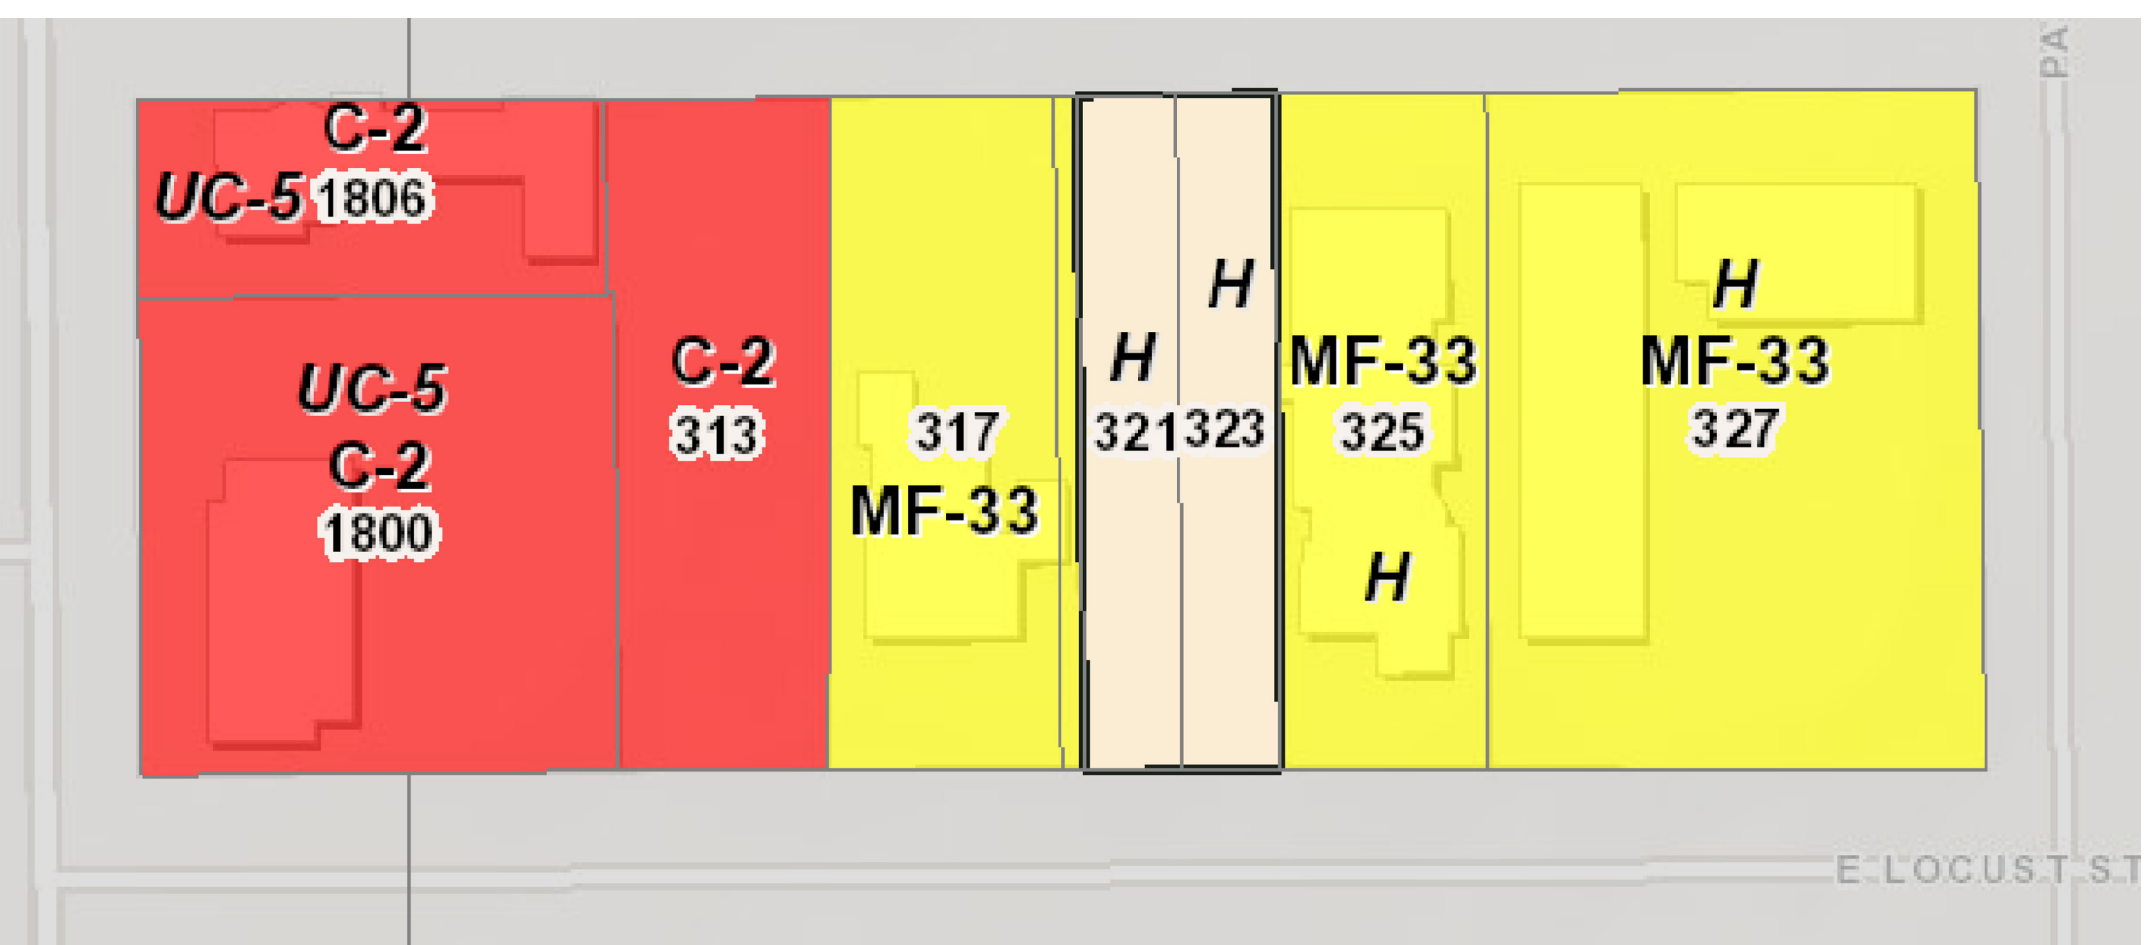 PA
C-2
UC-5 1806
UC-5
C-2
1800
C-2
313
317
MF-33
H
321
H
323
MF-33
325
H
H
MF-33
327
E LOCUST ST